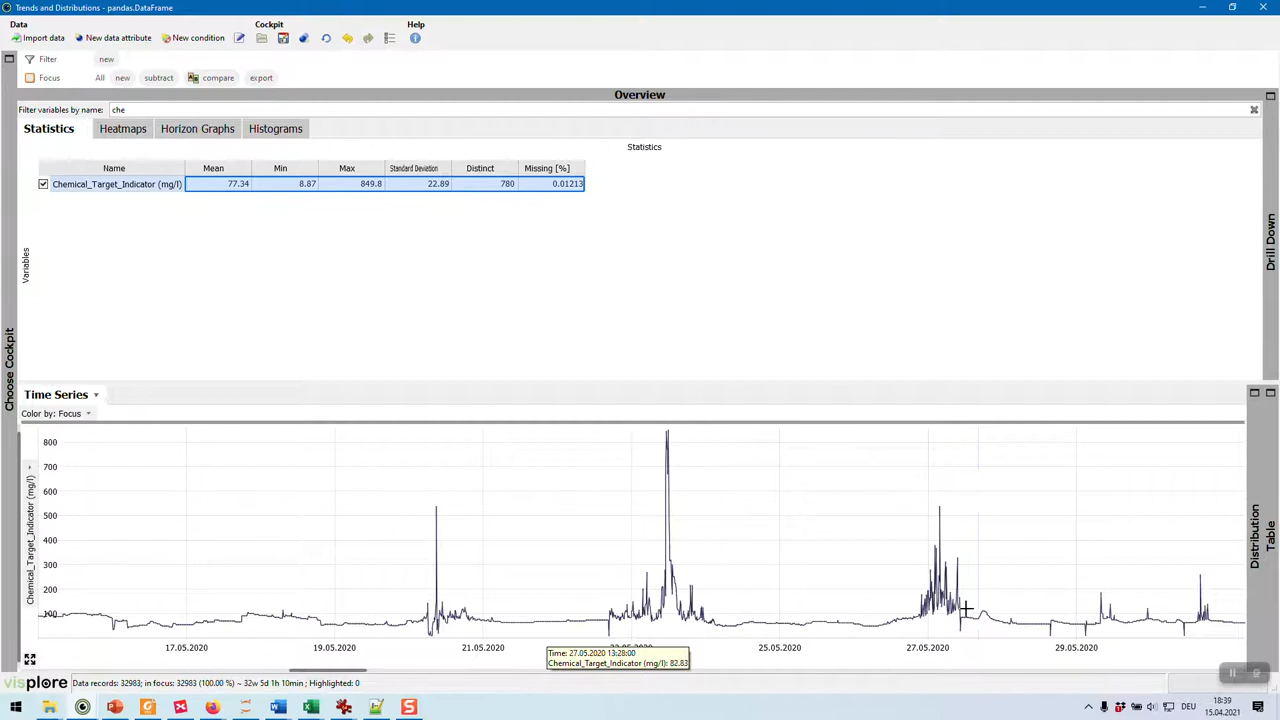 Trends and Distributions - pandas.DataFrame
Data
Cockpit
Help
Import data
New data attribute
New condition
Filter
new
Focus
All
new
subtract
compare
export
Overview
Filter variables by name:
che
Statistics
Heatmaps
Horizon Graphs
Histograms
Statistics
Name
Mean
Min
Max
Standard Deviation
Distinct
Missing [%]
Chemical_Target_Indicator (mg/l)
77.34
8.87
849.8
22.89
780
0.01213
Variables
Choose Cockpit
Drill Down
Time Series
Color by: Focus
800
700
600
500
400
300
200
100
Chemical_Target_Indicator (mg/l)
Distribution
Table
17.05.2020
19.05.2020
21.05.2020
25.05.2020
27.05.2020
29.05.2020
Time: 27.05.2020 13:28:00
Chemical_Target_Indicator (mg/l): 82.83
visplore
Data records: 32983; in focus: 32983 (100.00 %) ~ 32w 5d 1h 10min ; Highlighted: 0
DEU
18:39
15.04.2021